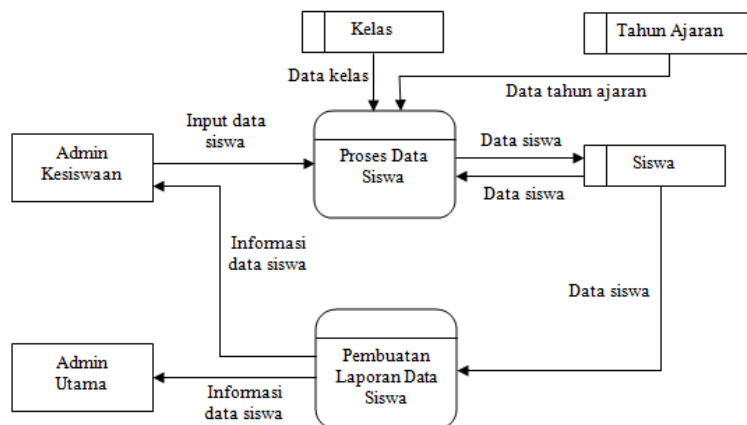 Kelas
Tahun Ajaran
Data kelas
Data tahun ajaran
Input data
siswa
Admin
Kesiswaan
Proses Data
Siswa
Data siswa
Siswa
Data siswa
Informasi
data siswa
Data siswa
Admin
Utama
Pembuatan
Laporan Data
Siswa
Informasi
data siswa